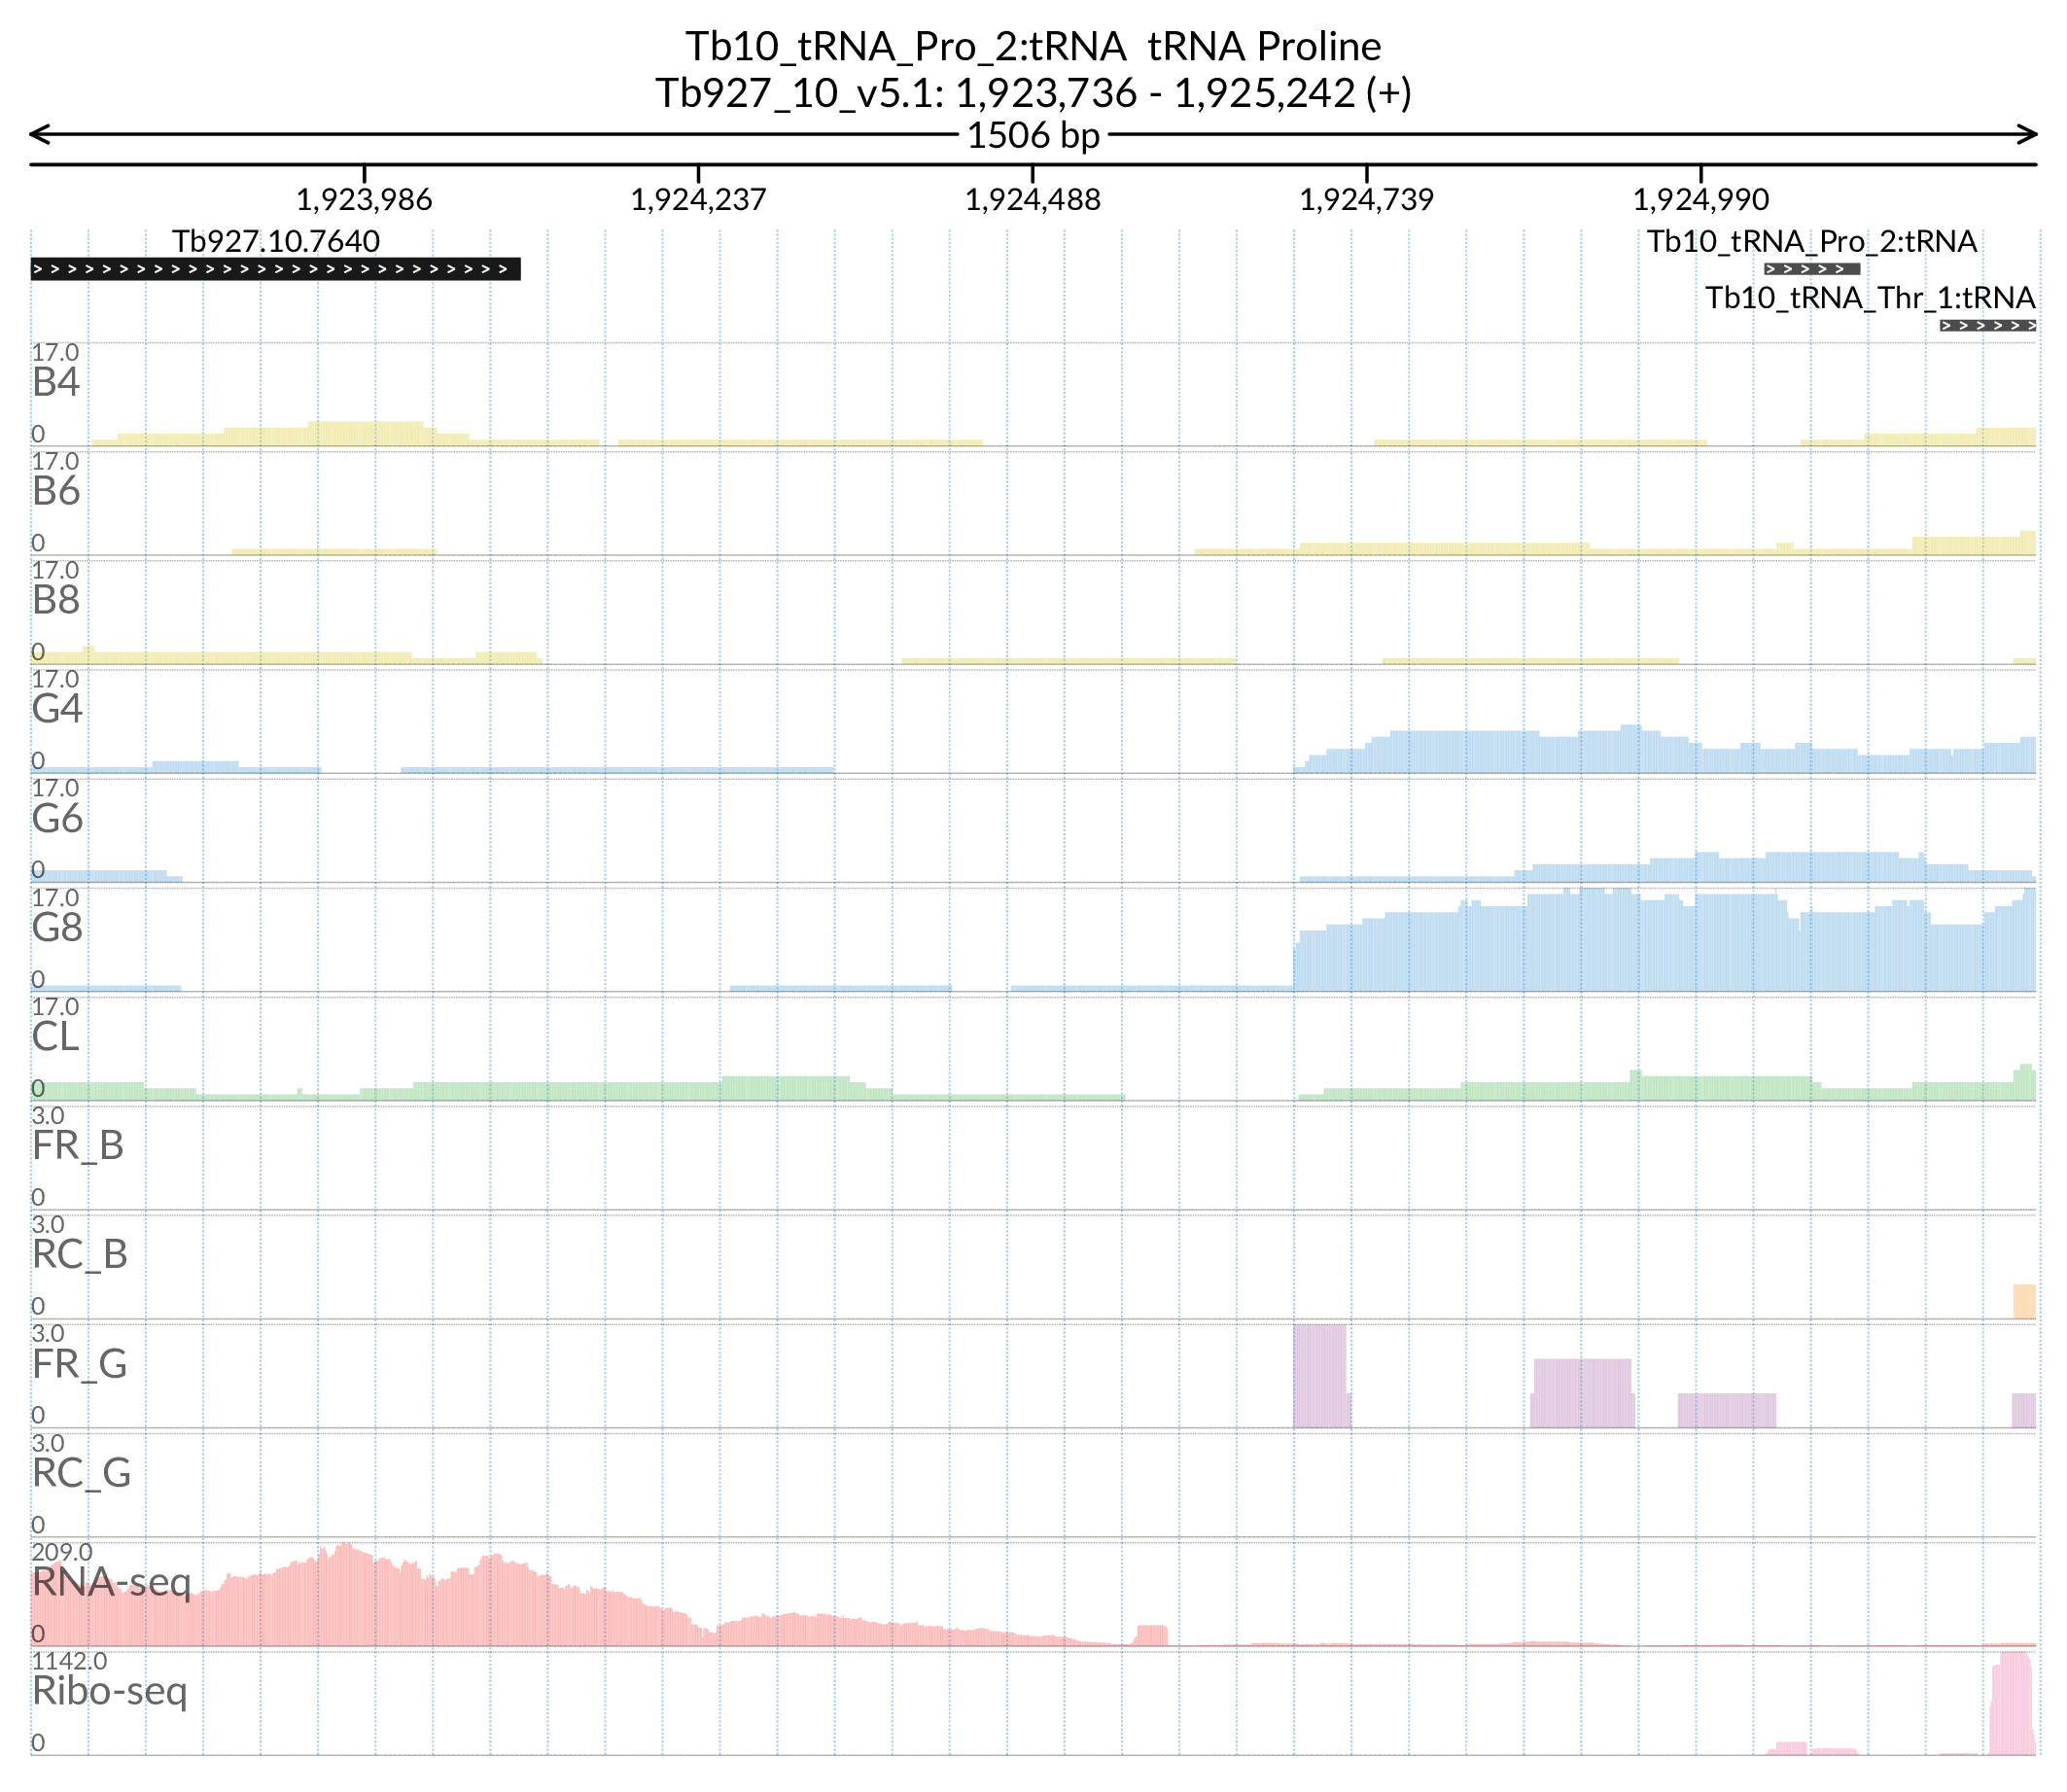 Tb10_tRNA_Pro_2:tRNA tRNA Proline
Tb927_10_v5.1: 1,923,736 - 1,925,242 (+)
1506 bp
1,923,986 1,924,237 1,924,488 1,924,739 1,924,990
Tb927.10.7640 Tb10_tRNA_Pro_2:tRNA
Tb10_tRNA_Thr_1:tRNA
17.0
B4
0
17.0
B6
0
17.0
B8
0
17.0
G4
0
17.0
G6
0
17.0
G8
0
17.0
CL
0
3.0
FR_B
0
3.0
RC_B
0
3.0
FR_G
0
3.0
RC_G
0
209.0
RNA-seq
0
1142.0
Ribo-seq
0